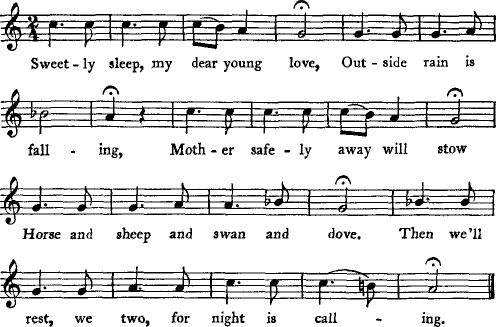 Sweet - ly sleep, my dear young love, Out - side rain is
fall - ing, Moth - er safe - ly away will stow
Horse and sheep and swan and dove. Then we'll
rest, we two, for night is call - ing.